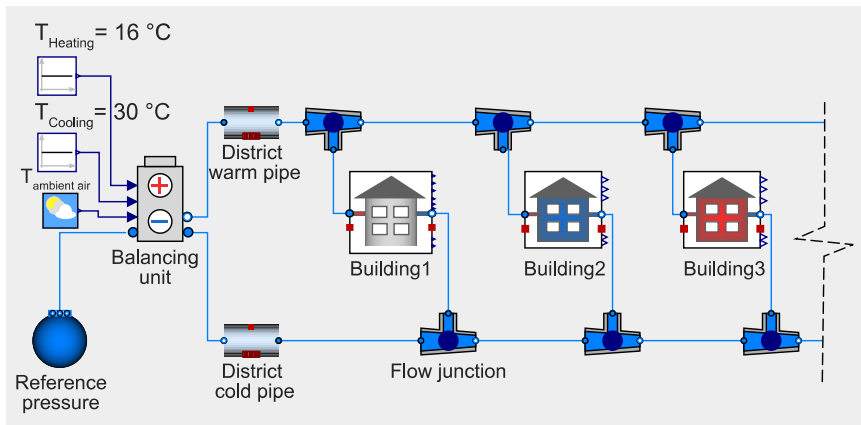 T Heating = 16 °C
T Cooling = 30 °C
T ambient air
District
warm pipe
Balancing
unit
Building1
Building2
Building3
Reference
pressure
District
cold pipe
Flow junction